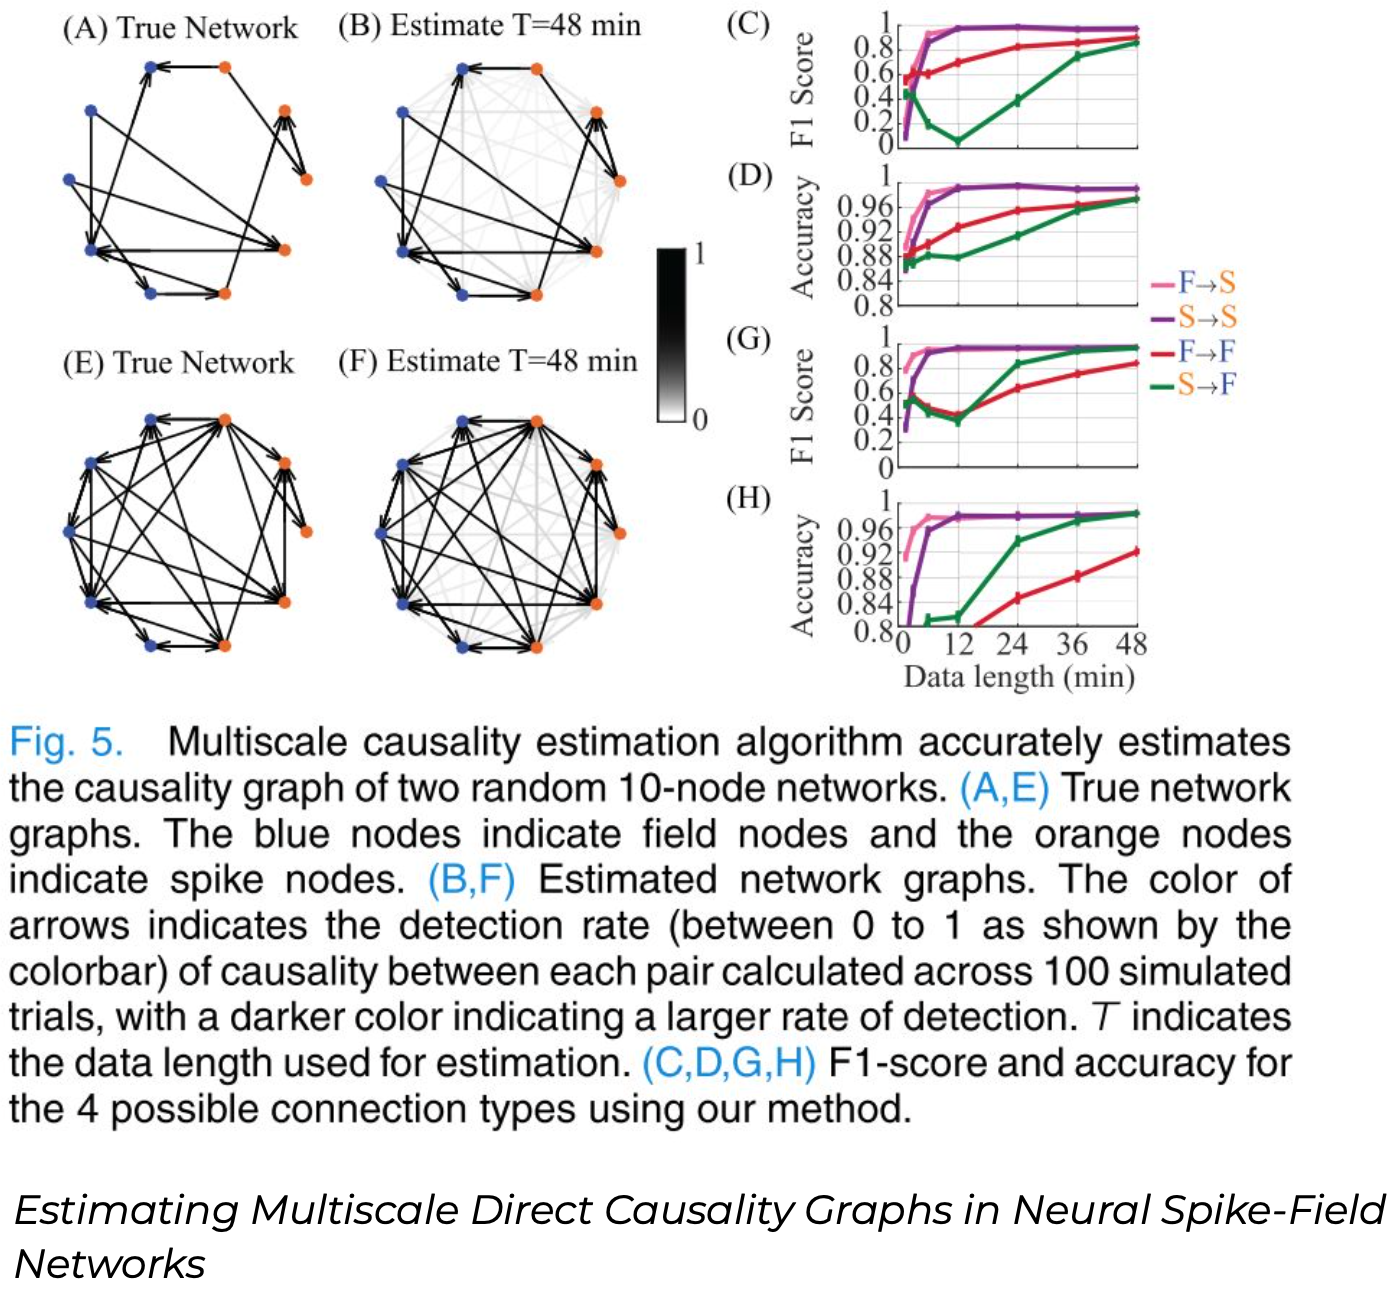 (A) True Network
(B) Estimate T=48 min
(C)
F1 Score
1
0.8
0.6
0.4
0.2
0
(D)
Accuracy
1
0.96
0.92
0.88
0.84
0.8
1
0
F→S
S→S
F→F
S→F
(E) True Network
(F) Estimate T=48 min
(G)
F1 Score
1
0.8
0.6
0.4
0.2
0
(H)
Accuracy
1
0.96
0.92
0.88
0.84
0.8
0 12 24 36 48
Data length (min)
Fig. 5. Multiscale causality estimation algorithm accurately estimates
the causality graph of two random 10-node networks. (A,E) True network
graphs. The blue nodes indicate field nodes and the orange nodes
indicate spike nodes. (B,F) Estimated network graphs. The color of
arrows indicates the detection rate (between 0 to 1 as shown by the
colorbar) of causality between each pair calculated across 100 simulated
trials, with a darker color indicating a larger rate of detection. T indicates
the data length used for estimation. (C,D,G,H) F1-score and accuracy for
the 4 possible connection types using our method.
Estimating Multiscale Direct Causality Graphs in Neural Spike-Field
Networks